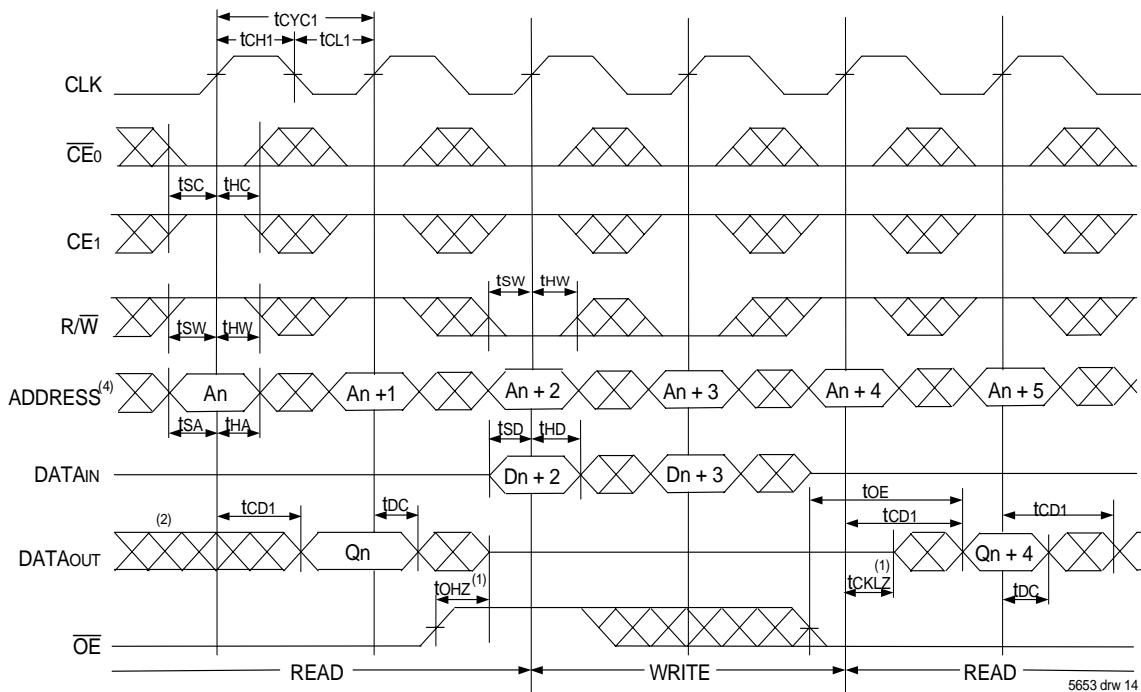 tCYC1
tCH1 tCL1
CLK
CE0
tSC tHC
CE1
tSW tHW
R/W
tSW tHW
ADDRESS(4) An An +1 An + 2 An + 3 An + 4 An + 5
tSA tHA tSD tHD
DATAIN Dn + 2 Dn + 3
tOE
tCD1 tDC tCD1 tCD1
(2)
DATAOUT Qn Qn + 4
tOHZ(1) tCKLZ(1) tDC
OE
READ WRITE READ
5653 drw 14